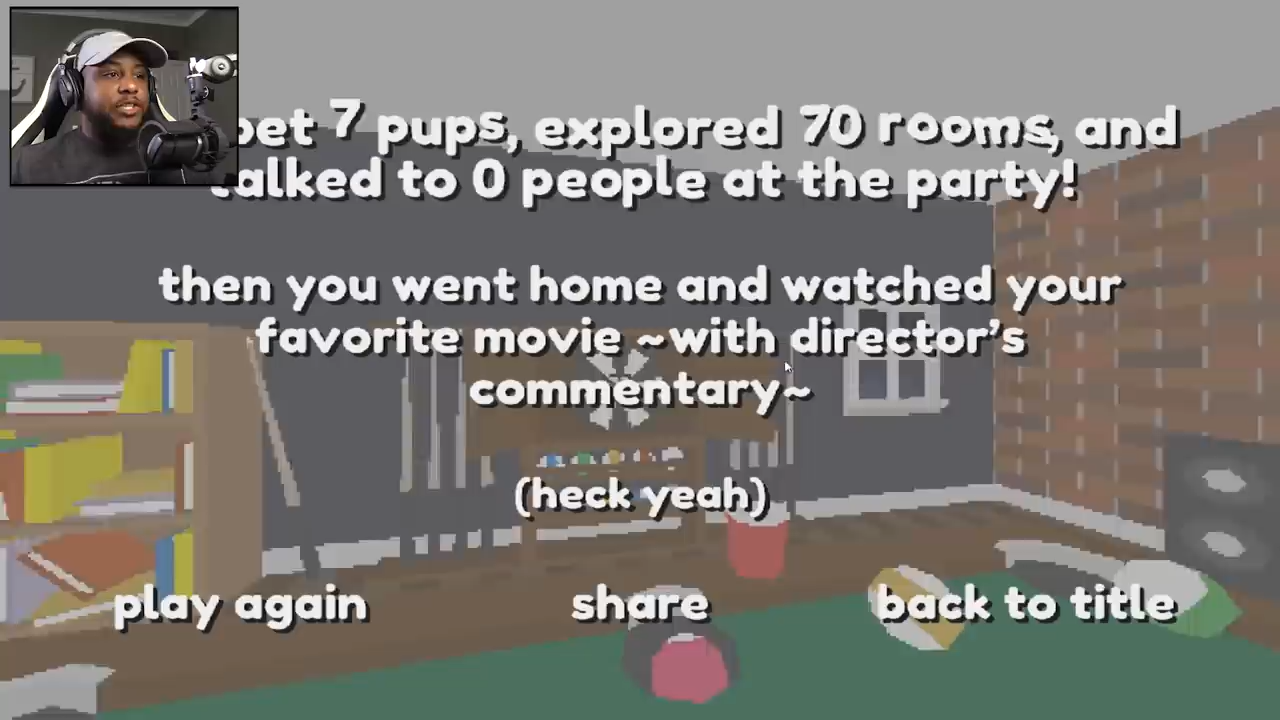 pet 7 pups, explored 70 rooms, and
talked to 0 people at the party!
then you went home and watched your
favorite movie ~with director's
commentary~
(heck yeah)
play again
share
back to title